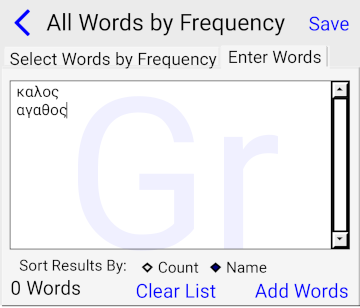 All Words by Frequency
Save
Select Words by Frequency
Enter Words
καλος
αγαθος
Gr
Sort Results By:
Count
Name
0 Words
Clear List
Add Words